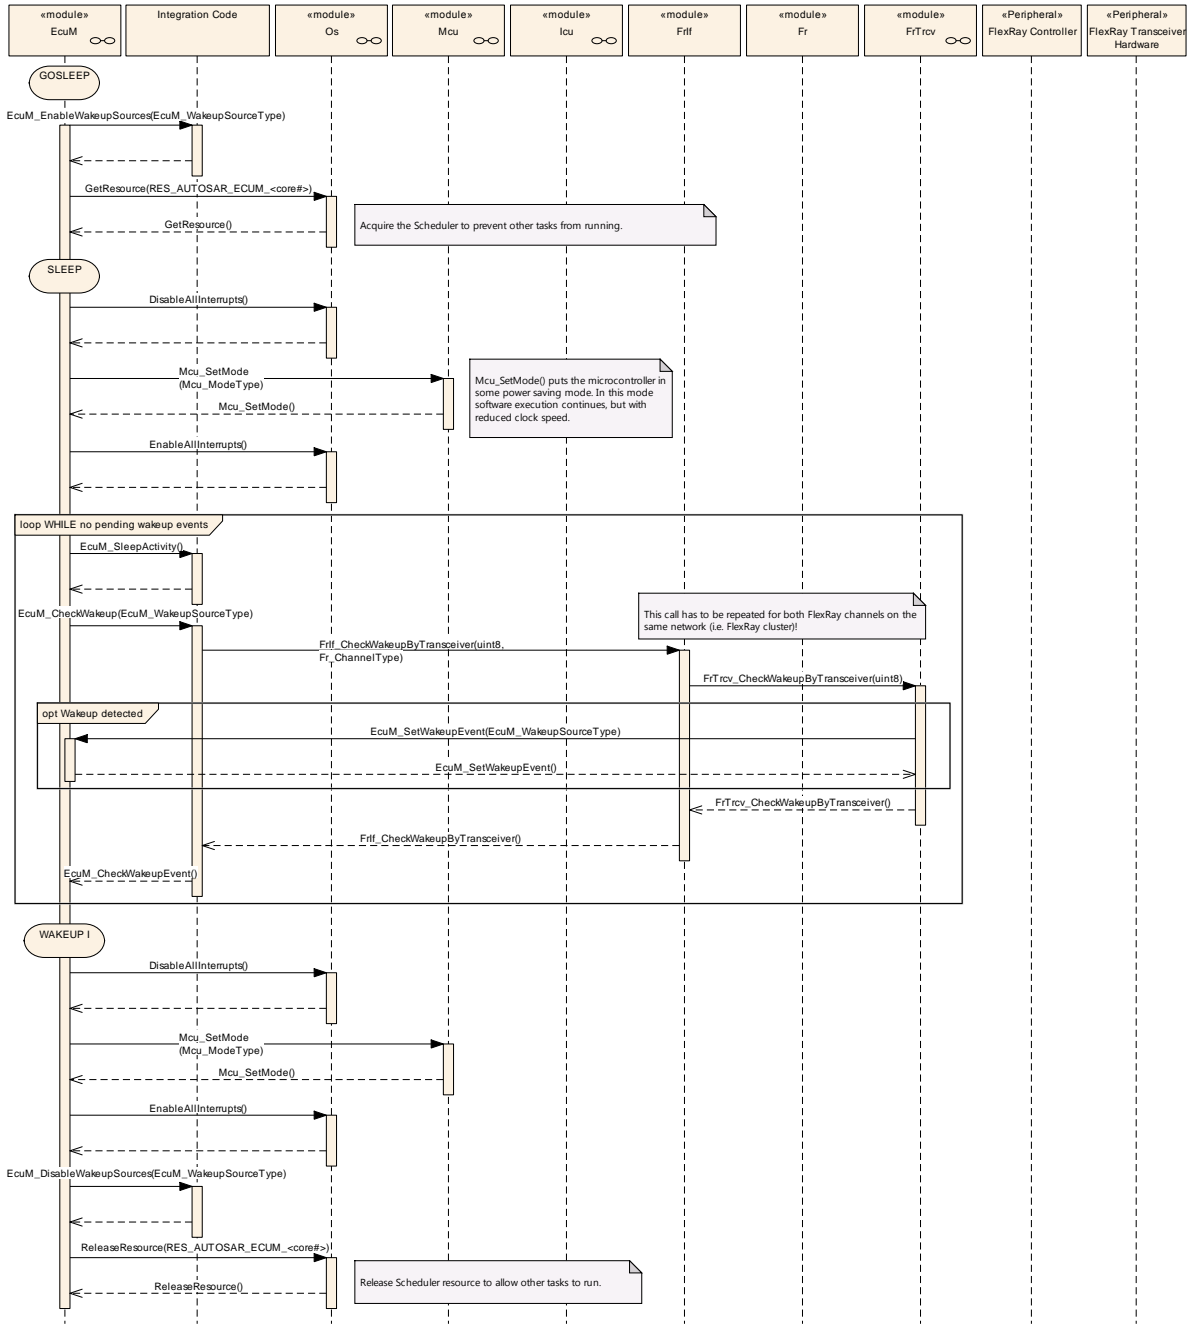 «module»
EcuM
Integration Code
«module»
Os
«module»
Mcu
«module»
Icu
«module»
FrIf
«module»
Fr
«module»
FrTrcv
«Peripheral»
FlexRay Controller
«Peripheral»
FlexRay Transceiver
Hardware
GOSLEEP
EcuM_EnableWakeupSources(EcuM_WakeupSourceType)
GetResource(RES_AUTOSAR_ECUM_<core#>)
Acquire the Scheduler to prevent other tasks from running.
GetResource()
SLEEP
DisableAllInterrupts()
Mcu_SetMode
(Mcu_ModeType)
Mcu_SetMode() puts the microcontroller in
some power saving mode. In this mode
software execution continues, but with
reduced clock speed.
Mcu_SetMode()
EnableAllInterrupts()
loop WHILE no pending wakeup events
EcuM_SleepActivity()
EcuM_CheckWakeup(EcuM_WakeupSourceType)
This call has to be repeated for both FlexRay channels on the
same network (i.e. FlexRay cluster)!
FrIf_CheckWakeupByTransceiver(uint8,
Fr_ChannelType)
FrTrcv_CheckWakeupByTransceiver(uint8)
opt Wakeup detected
EcuM_SetWakeupEvent(EcuM_WakeupSourceType)
EcuM_SetWakeupEvent()
FrTrcv_CheckWakeupByTransceiver()
FrIf_CheckWakeupByTransceiver()
EcuM_CheckWakeupEvent()
WAKEUP I
DisableAllInterrupts()
Mcu_SetMode
(Mcu_ModeType)
Mcu_SetMode()
EnableAllInterrupts()
EcuM_DisableWakeupSources(EcuM_WakeupSourceType)
ReleaseResource(RES_AUTOSAR_ECUM_<core#>)
Release Scheduler resource to allow other tasks to run.
ReleaseResource()